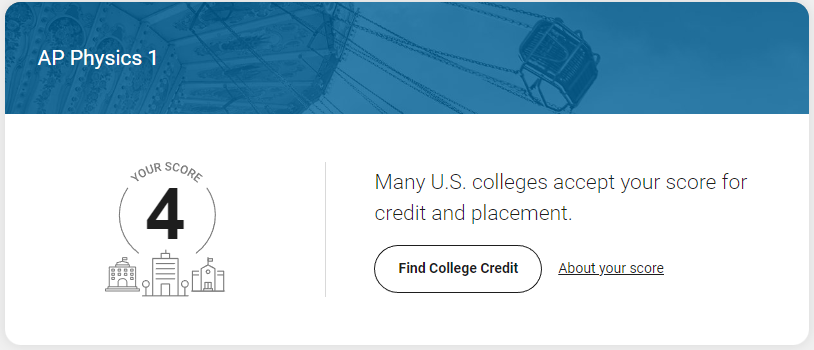 AP Physics 1
YOUR SCORE
4
Many U.S. colleges accept your score for
credit and placement.
Find College Credit
About your score